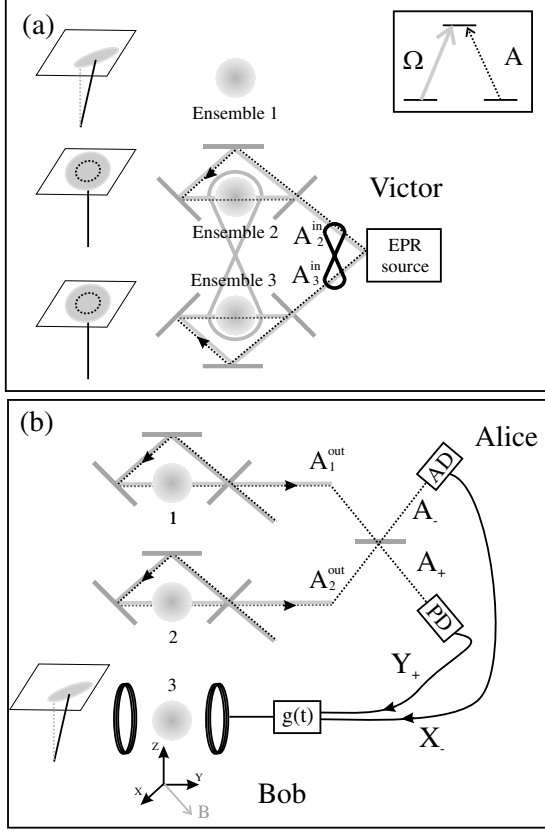 (a)
Ω
A
Ensemble 1
Victor
Ensemble 2
A₂ⁱⁿ
EPR
source
Ensemble 3
A₃ⁱⁿ
(b)
Alice
A₁ᵒᵘᵗ
AD
1
A₋
A₂ᵒᵘᵗ
A₊
PD
2
Y₊
3
g(t)
X₋
Z
X
Y
B
Bob